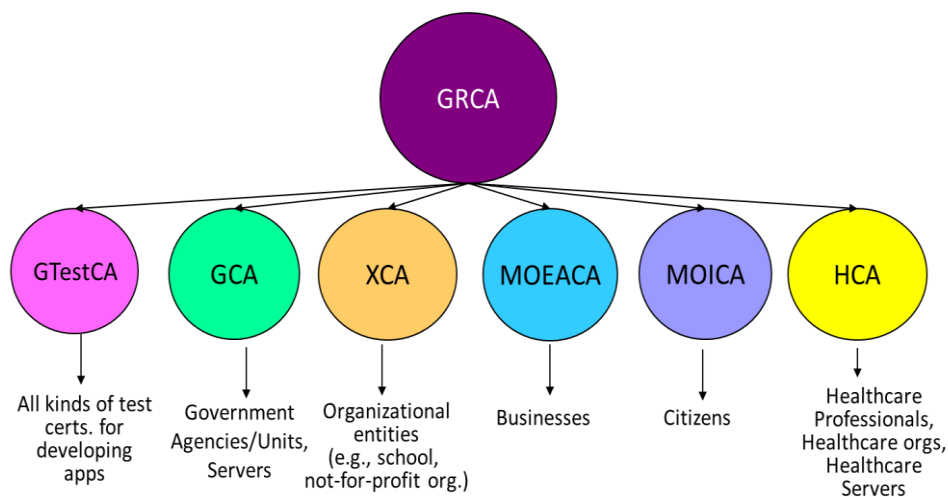 GRCA
GTestCA
GCA
XCA
MOEACA
MOICA
HCA
All kinds of test
certs. for
developing
apps
Government
Agencies/Units,
Servers
Organizational
entities
(e.g., school,
not-for-profit org.)
Businesses
Citizens
Healthcare
Professionals,
Healthcare orgs,
Healthcare
Servers